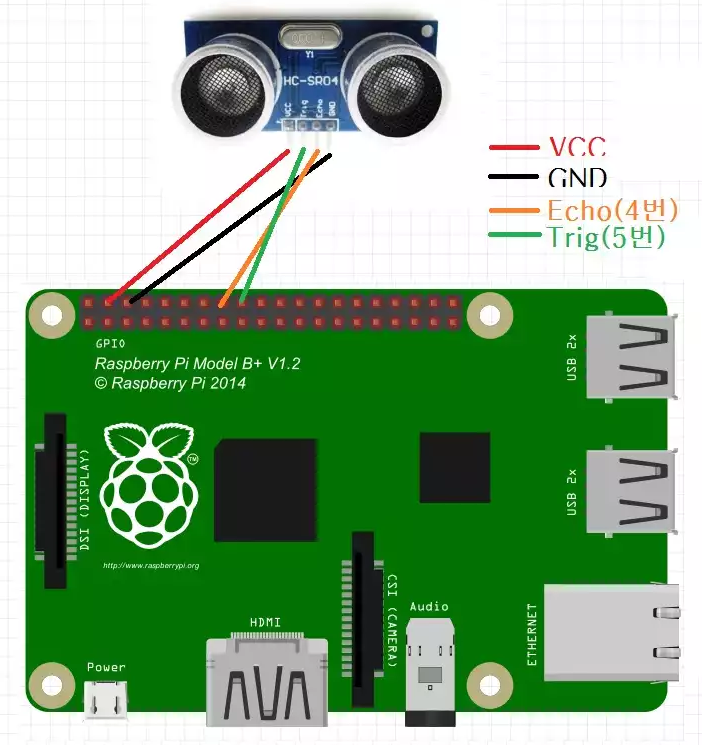 HC-SR04
VCC
Trig
Echo
GND
VCC
GND
Echo(4번)
Trig(5번)
GPIO
Raspberry Pi Model B+ V1.2
© Raspberry Pi 2014
USB 2x
DSI (DISPLAY)
TM
USB 2x
http://www.raspberrypi.org
CSI (CAMERA)
Audio
HDMI
ETHERNET
Power